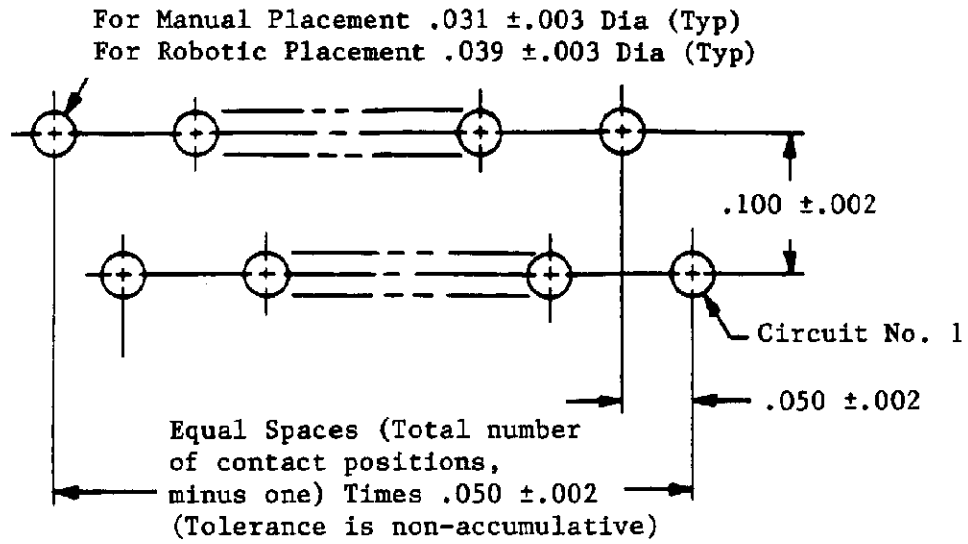 For Manual Placement .031 ±.003 Dia (Typ)
For Robotic Placement .039 ±.003 Dia (Typ)
.100 ±.002
Circuit No. 1
.050 ±.002
Equal Spaces (Total number
of contact positions,
minus one) Times .050 ±.002
(Tolerance is non-accumulative)